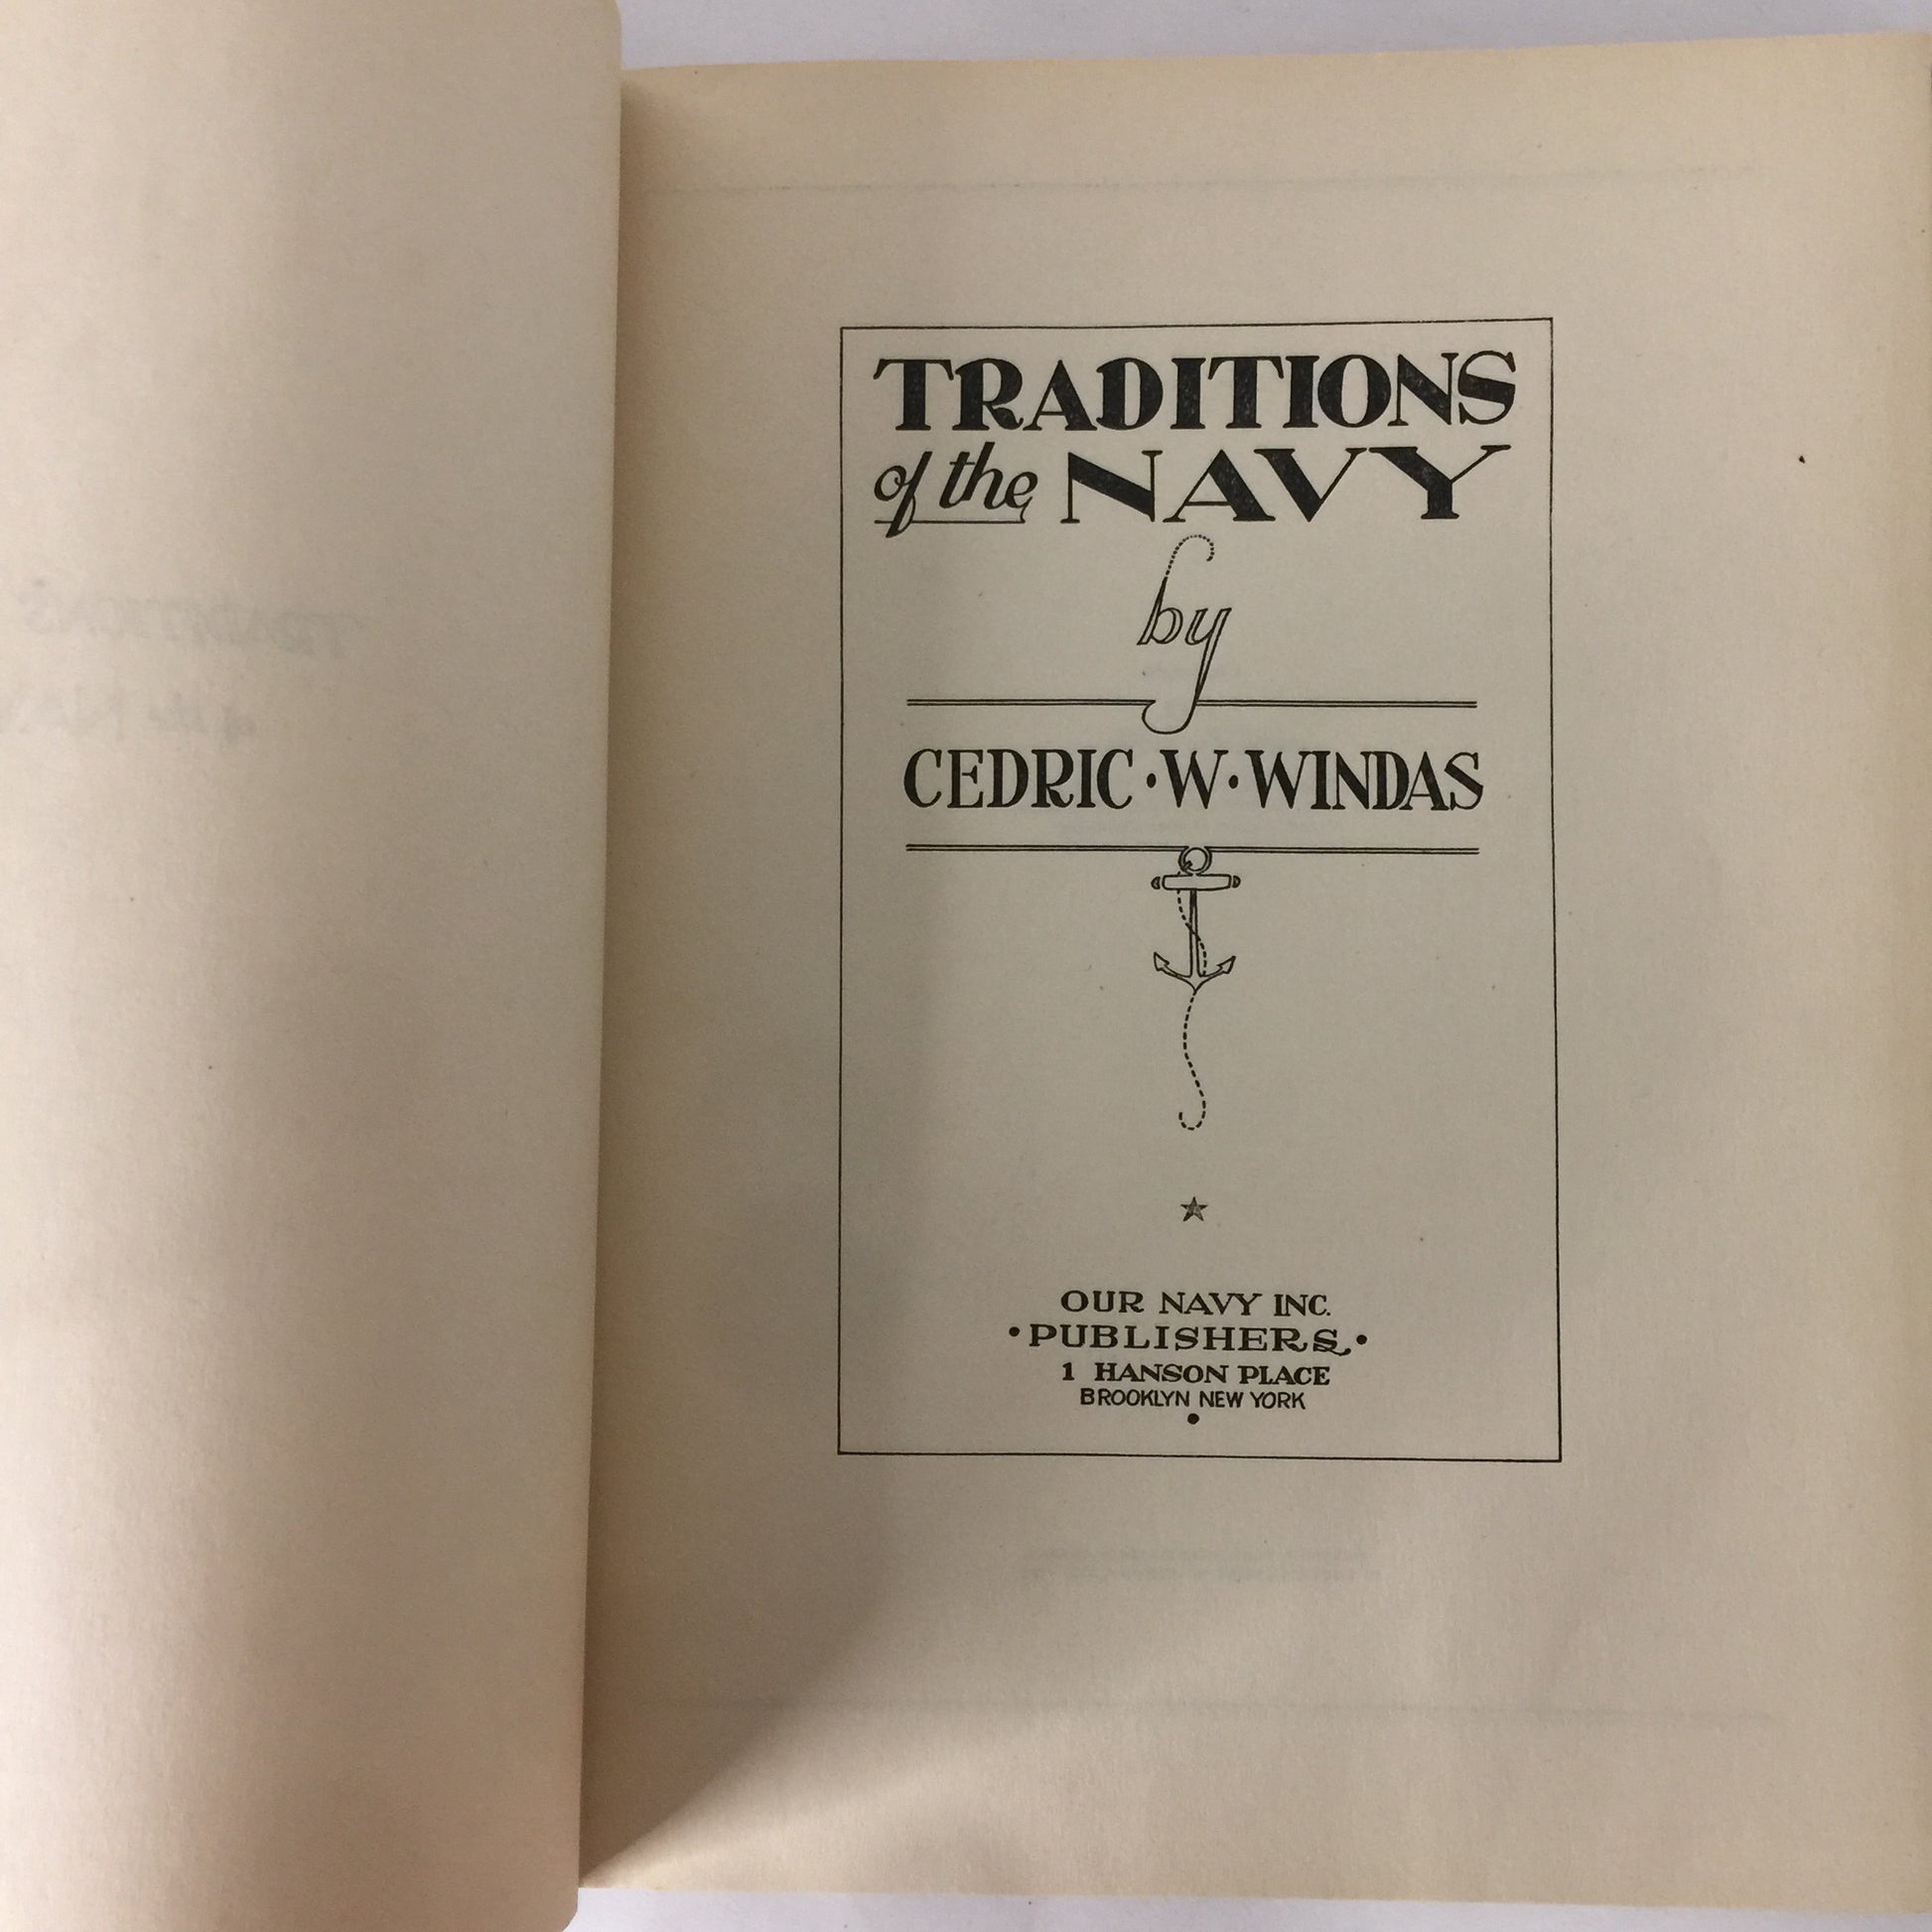 TRADITIONS
of the NAVY
by
CEDRIC · W · WINDAS
OUR NAVY INC.
· PUBLISHERS ·
1 HANSON PLACE
BROOKLYN NEW YORK